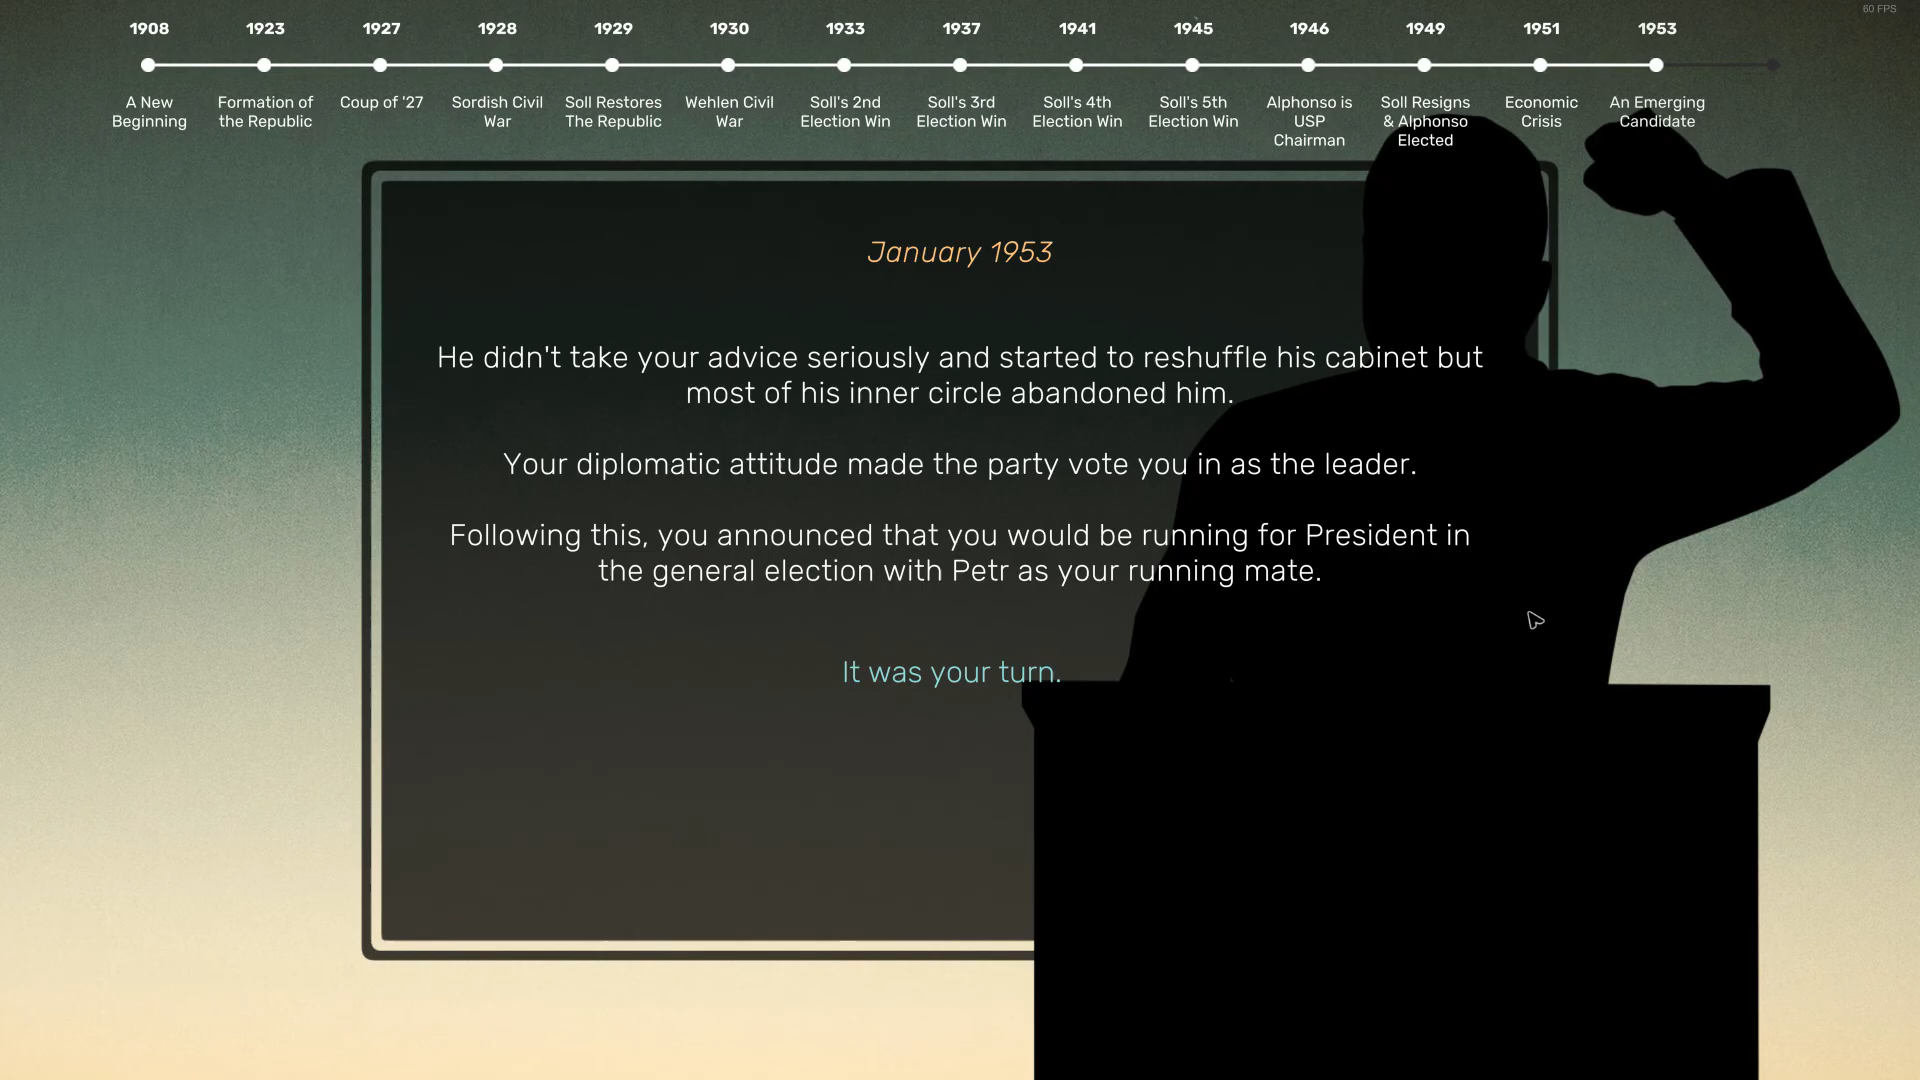 60 FPS
1908
1923
1927
1928
1929
1930
1933
1937
1941
1945
1946
1949
1951
1953
A New
Beginning
Formation of
the Republic
Coup of '27
Sordish Civil
War
Soll Restores
The Republic
Wehlen Civil
War
Soll's 2nd
Election Win
Soll's 3rd
Election Win
Soll's 4th
Election Win
Soll's 5th
Election Win
Alphonso is
USP
Chairman
Soll Resigns
& Alphonso
Elected
Economic
Crisis
An Emerging
Candidate
January 1953
He didn't take your advice seriously and started to reshuffle his cabinet but
most of his inner circle abandoned him.
Your diplomatic attitude made the party vote you in as the leader.
Following this, you announced that you would be running for President in
the general election with Petr as your running mate.
It was your turn.